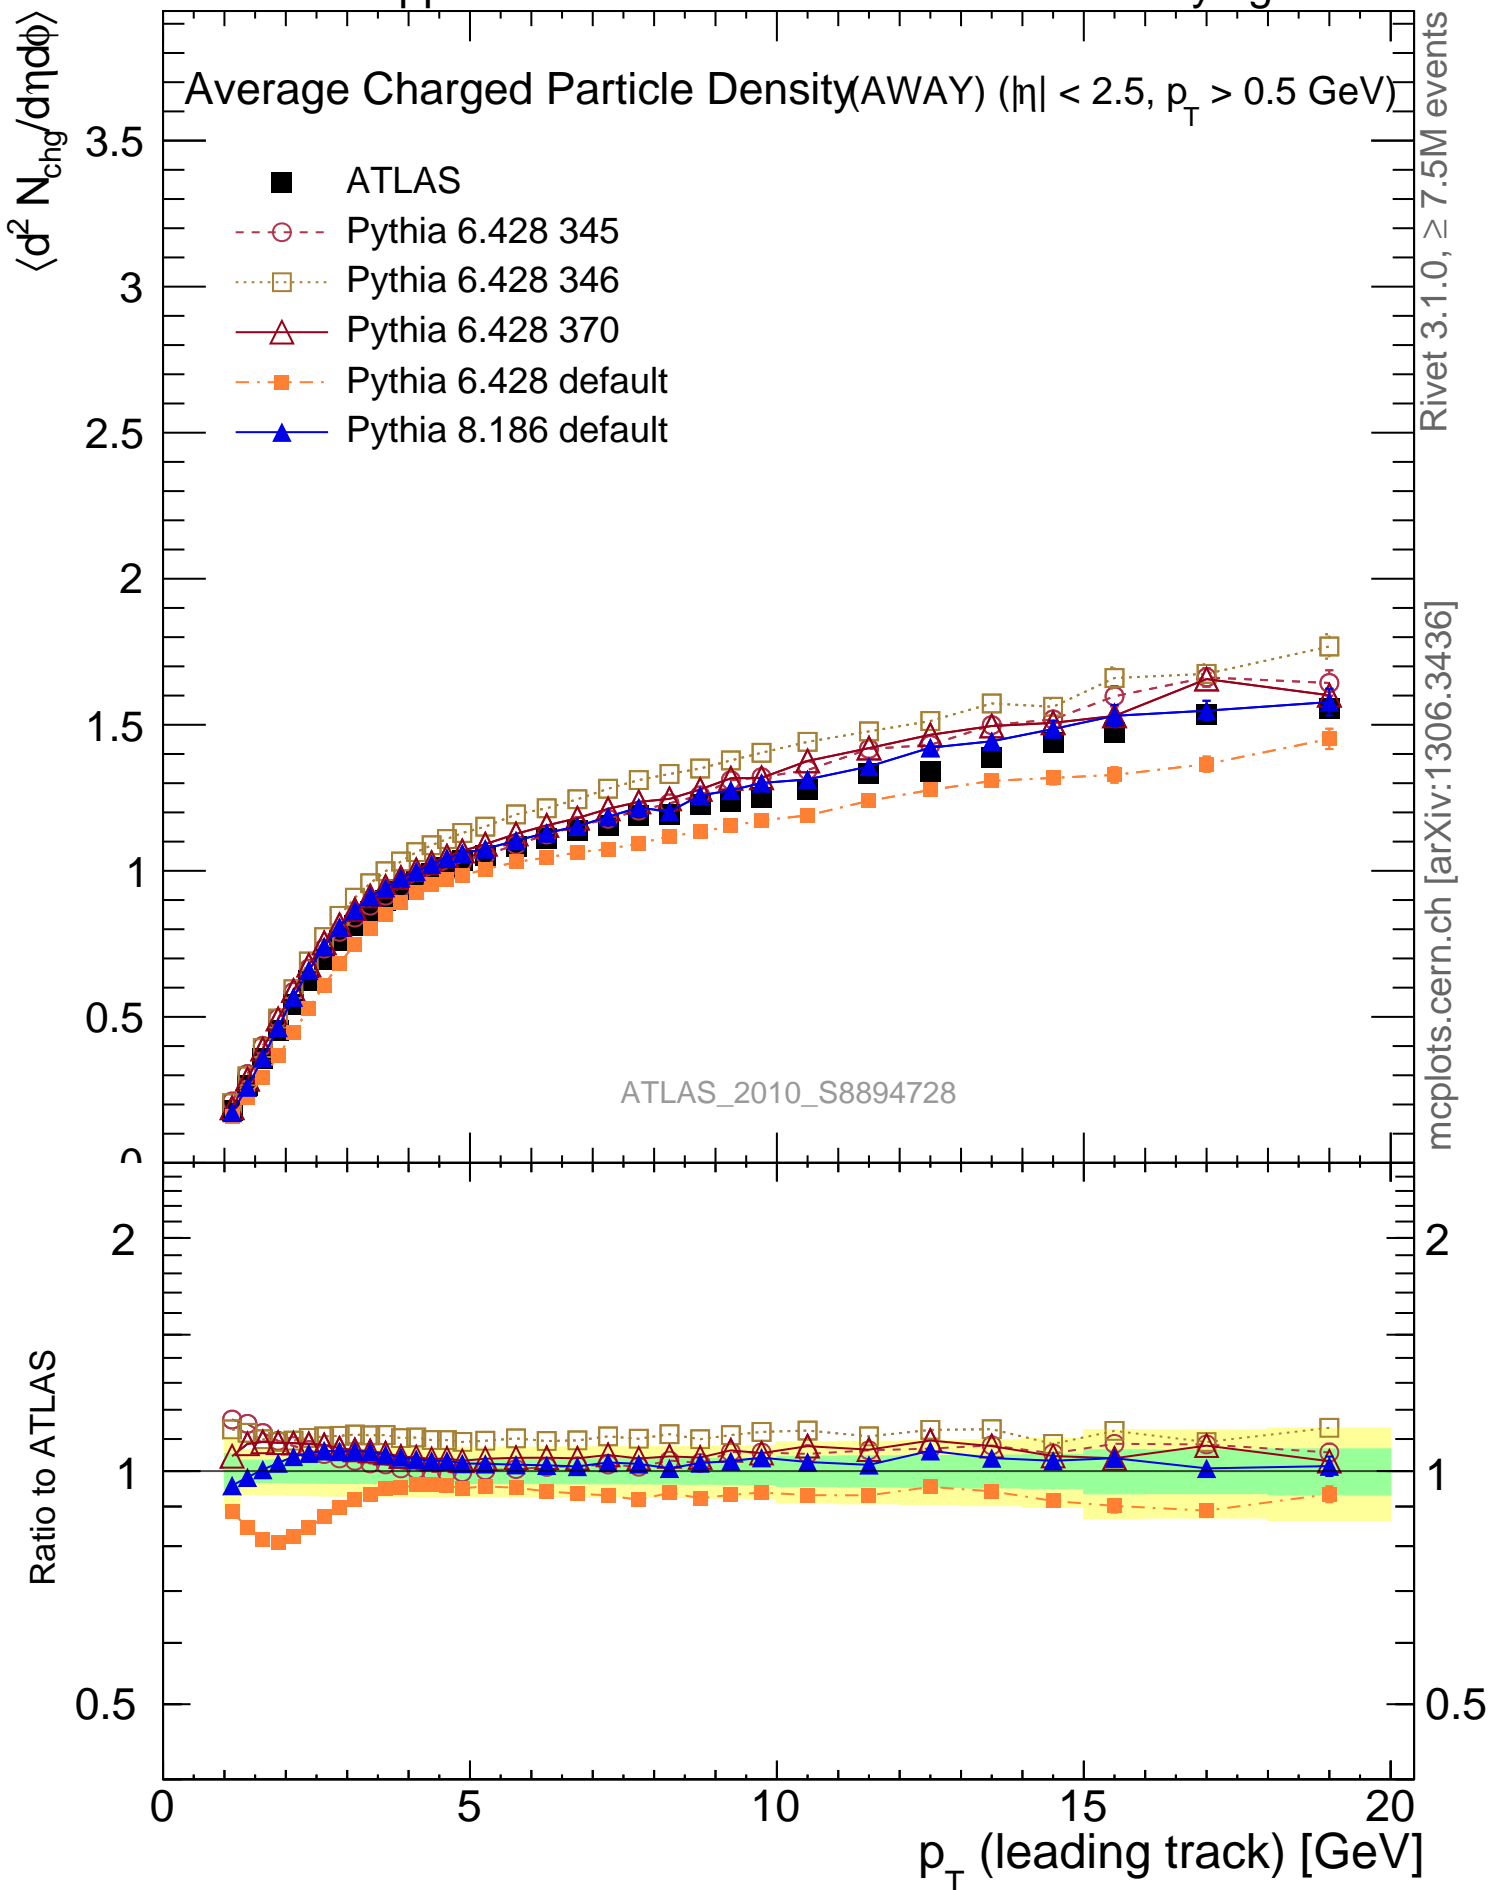 Average Charged Particle Density (AWAY) (|η| < 2.5, p_T > 0.5 GeV)
⟨d² N_chg/dηdϕ⟩
ATLAS
Pythia 6.428 345
Pythia 6.428 346
Pythia 6.428 370
Pythia 6.428 default
Pythia 8.186 default
3.5
3
2.5
2
1.5
1
0.5
0
ATLAS_2010_S8894728
Rivet 3.1.0, ≥ 7.5M events
mcplots.cern.ch [arXiv:1306.3436]
Ratio to ATLAS
2
1
0.5
2
1
0.5
0 5 10 15 20
p_T (leading track) [GeV]